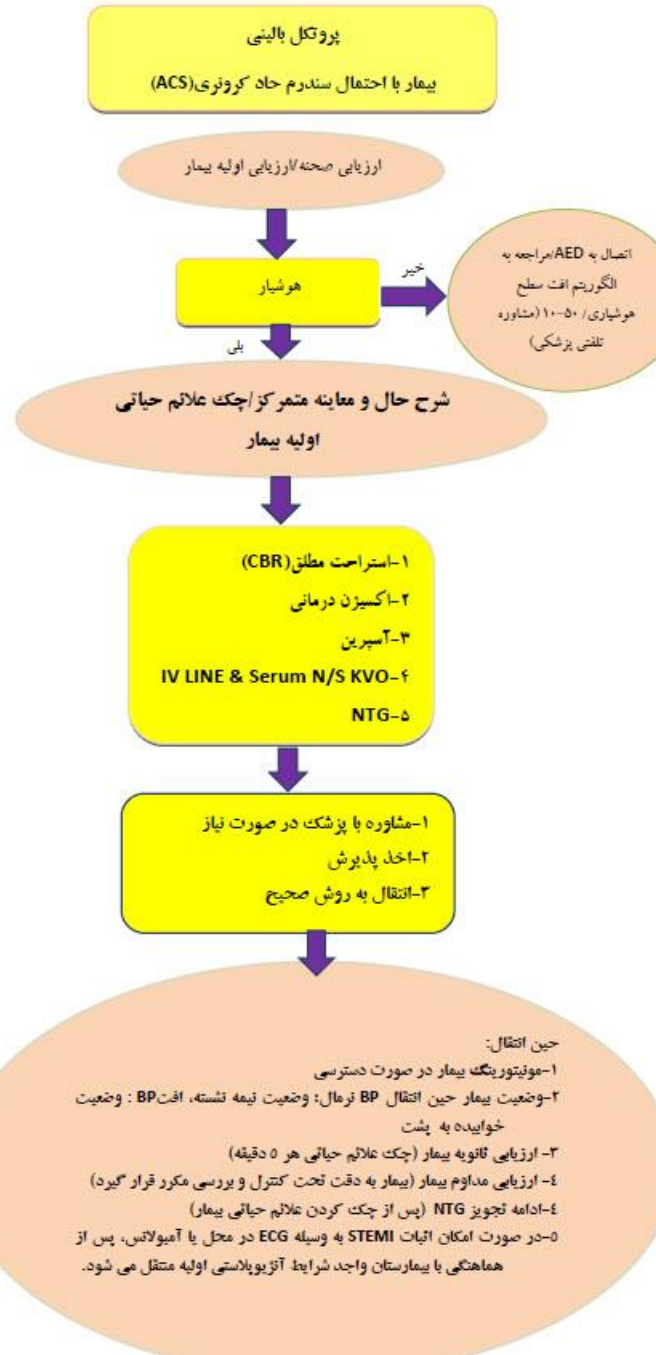 پروتکل بالینی
بیمار با احتمال سندرم حاد کرونری(ACS)
ارزیابی صحنه/ارزیابی اولیه بیمار
هوشیار
خیر
اتصال به AED/مراجعه به
الگوریتم افت سطح
هوشیاری/ ۵۰-۱۰ (مشاوره
تلفنی پزشکی)
بلی
شرح حال و معاینه متمرکز/چک علائم حیاتی
اولیه بیمار
۱-استراحت مطلق(CBR)
۲-اکسیژن درمانی
۳-آسپرین
۴-IV LINE & Serum N/S KVO
۵-NTG
۱-مشاوره با پزشک در صورت نیاز
۲-اخذ پذیرش
۳-انتقال به روش صحیح
حین انتقال:
۱-مونیتورینگ بیمار در صورت دسترسی
۲-وضعیت بیمار حین انتقال BP نرمال: وضعیت نیمه نشسته، افتBP : وضعیت
خوابیده به پشت
۳- ارزیابی ثانویه بیمار (چک علائم حیاتی هر ۵ دقیقه)
٤- ارزیابی مداوم بیمار (بیمار به دقت تحت کنترل و بررسی مکرر قرار گیرد)
٤-ادامه تجویز NTG (پس از چک کردن علائم حیاتی بیمار)
۵-در صورت امکان اثبات STEMI به وسیله ECG در محل یا آمبولانس، پس از
هماهنگی با بیمارستان واجد شرایط آنژیوپلاستی اولیه منتقل می شود.